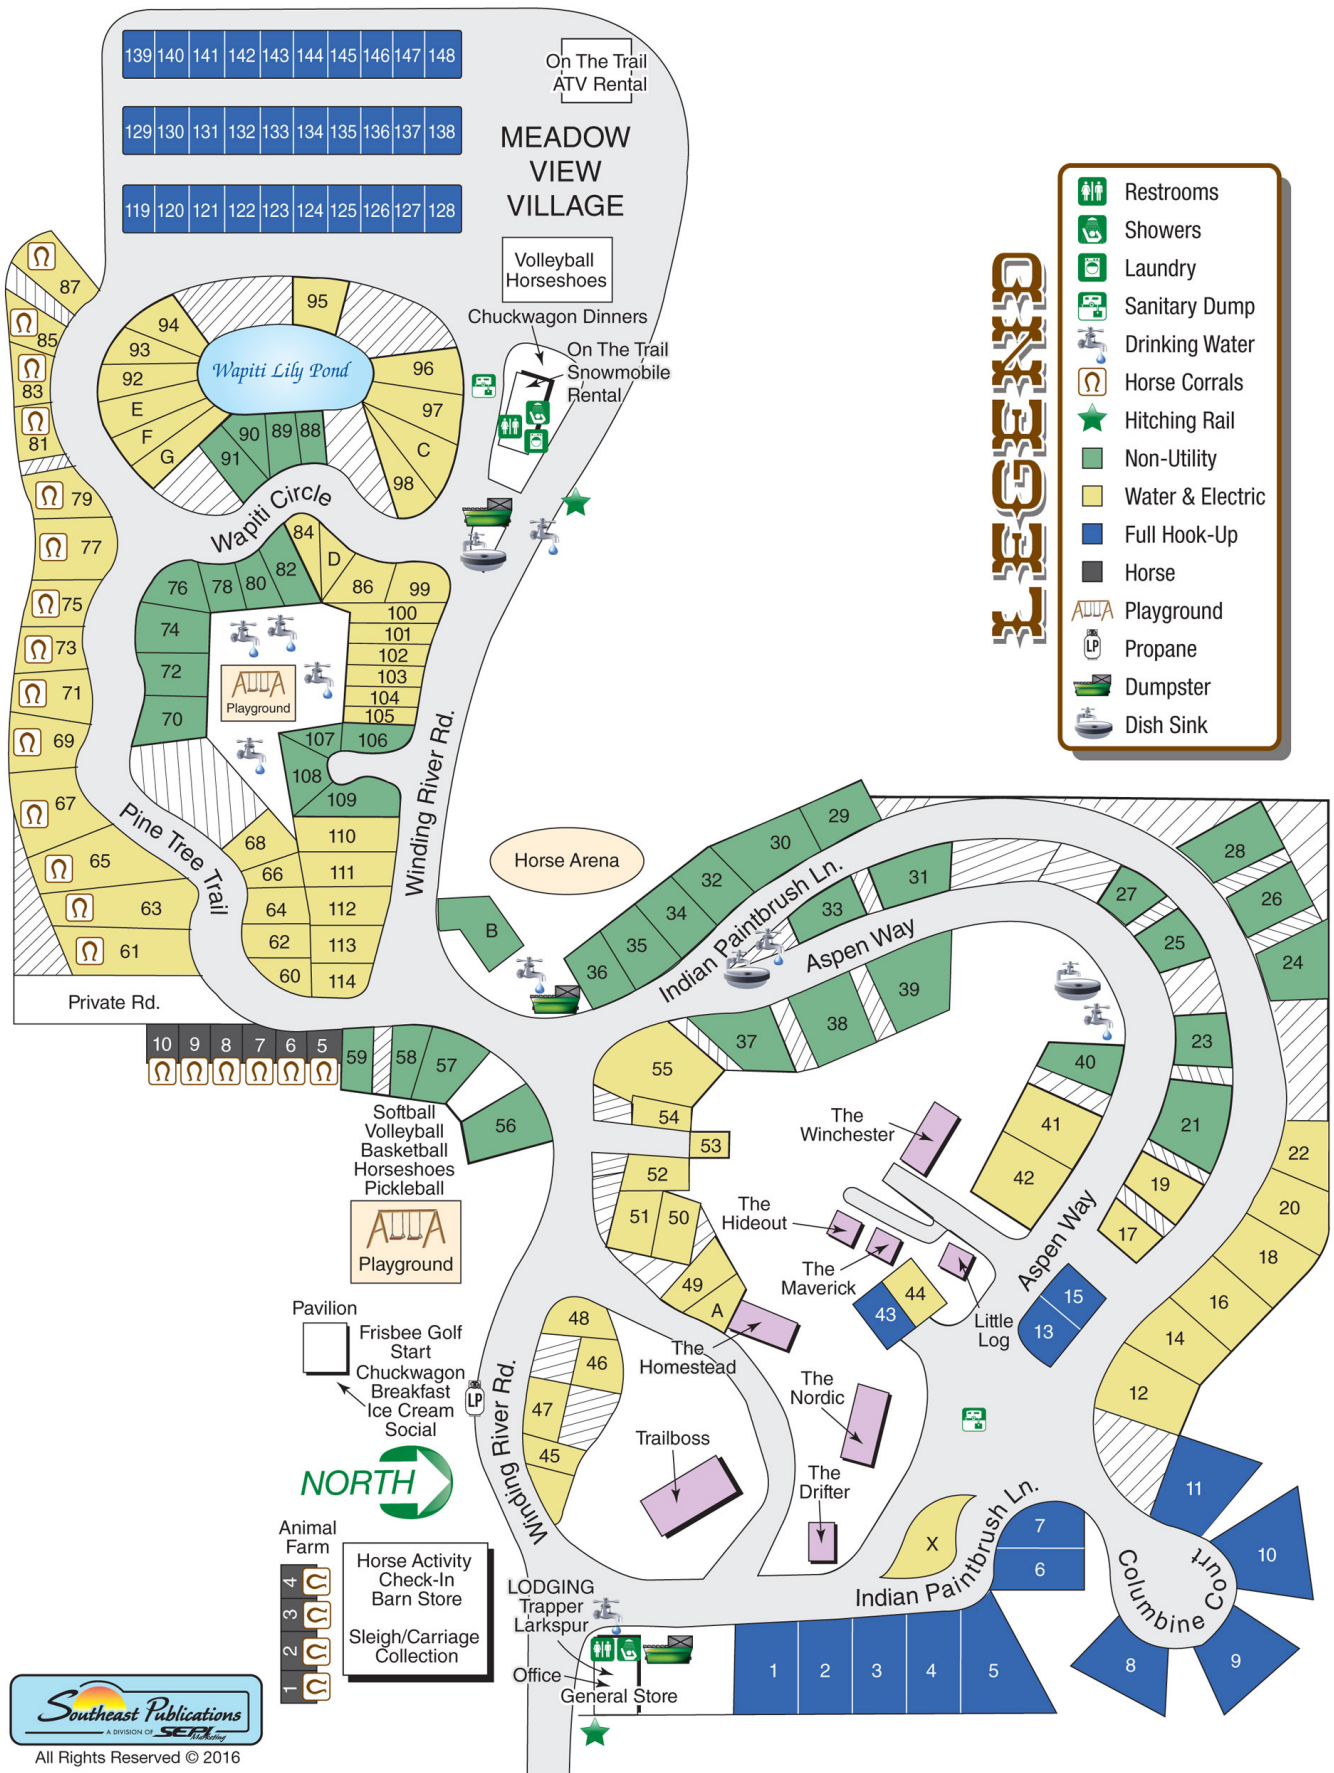 139 140 141 142 143 144 145 146 147 148
129 130 131 132 133 134 135 136 137 138
119 120 121 122 123 124 125 126 127 128
On The Trail
ATV Rental
MEADOW
VIEW
VILLAGE
Volleyball
Horseshoes
Chuckwagon Dinners
On The Trail
Snowmobile
Rental
LEGEND
Restrooms
Showers
Laundry
Sanitary Dump
Drinking Water
Horse Corrals
Hitching Rail
Non-Utility
Water & Electric
Full Hook-Up
Horse
Playground
LP
Propane
Dumpster
Dish Sink
87
85
83
81
79
77
75
73
71
69
67
65
63
61
95
94
93
92
E
F
G
91
90
89
88
96
97
C
98
Wapiti Lily Pond
Wapiti Circle
76
78
80
82
84
D
86
99
74
72
70
100
101
102
103
104
105
106
107
108
109
Playground
110
111
112
113
114
68
66
64
62
60
Pine Tree Trail
Winding River Rd.
Private Rd.
Horse Arena
B
10 9 8 7 6 5
59
58
57
56
Softball
Volleyball
Basketball
Horseshoes
Pickleball
Playground
36
35
34
32
30
29
33
31
37
38
39
Indian Paintbrush Ln.
Aspen Way
28
27
26
25
24
23
21
22
20
19
17
18
16
14
12
40
41
42
55
54
53
52
51
50
49
A
The
Winchester
The
Hideout
The
Maverick
43
44
Little
Log
Aspen Way
15
13
The
Homestead
The
Nordic
Trailboss
The
Drifter
48
46
47
45
Winding River Rd.
LP
Pavilion
Frisbee Golf
Start
Chuckwagon
Breakfast
Ice Cream
Social
NORTH
Animal
Farm
4
3
2
1
Horse Activity
Check-In
Barn Store
Sleigh/Carriage
Collection
LODGING
Trapper
Larkspur
Office
General Store
X
Indian Paintbrush Ln.
7
6
1 2 3 4 5
Columbine Court
11
10
9
8
Southeast Publications
A DIVISION OF SEPI Marketing
All Rights Reserved © 2016